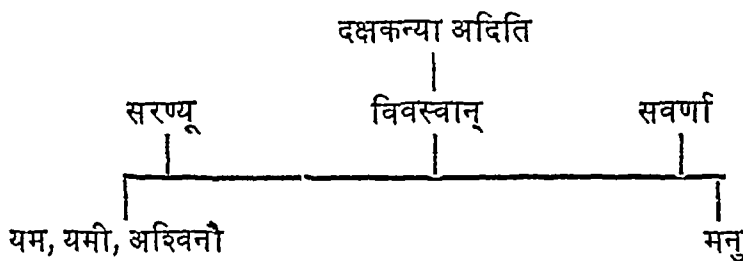 दक्षकन्या अदिति
सरण्यू विवस्वान् सवर्णा
यम, यमी, अश्विनौ मनु